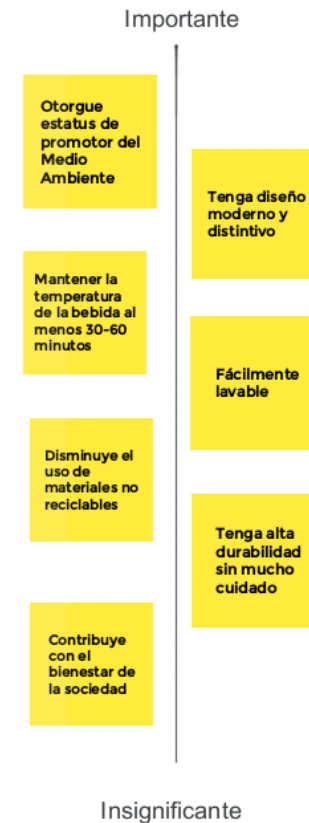 Importante
Otorgue
estatus de
promotor del
Medio
Ambiente
Tenga diseño
moderno y
distintivo
Mantener la
temperatura
de la bebida al
menos 30-60
minutos
Fácilmente
lavable
Disminuye el
uso de
materiales no
reciclables
Tenga alta
durabilidad
sin mucho
cuidado
Contribuye
con el
bienestar de
la sociedad
Insignificante